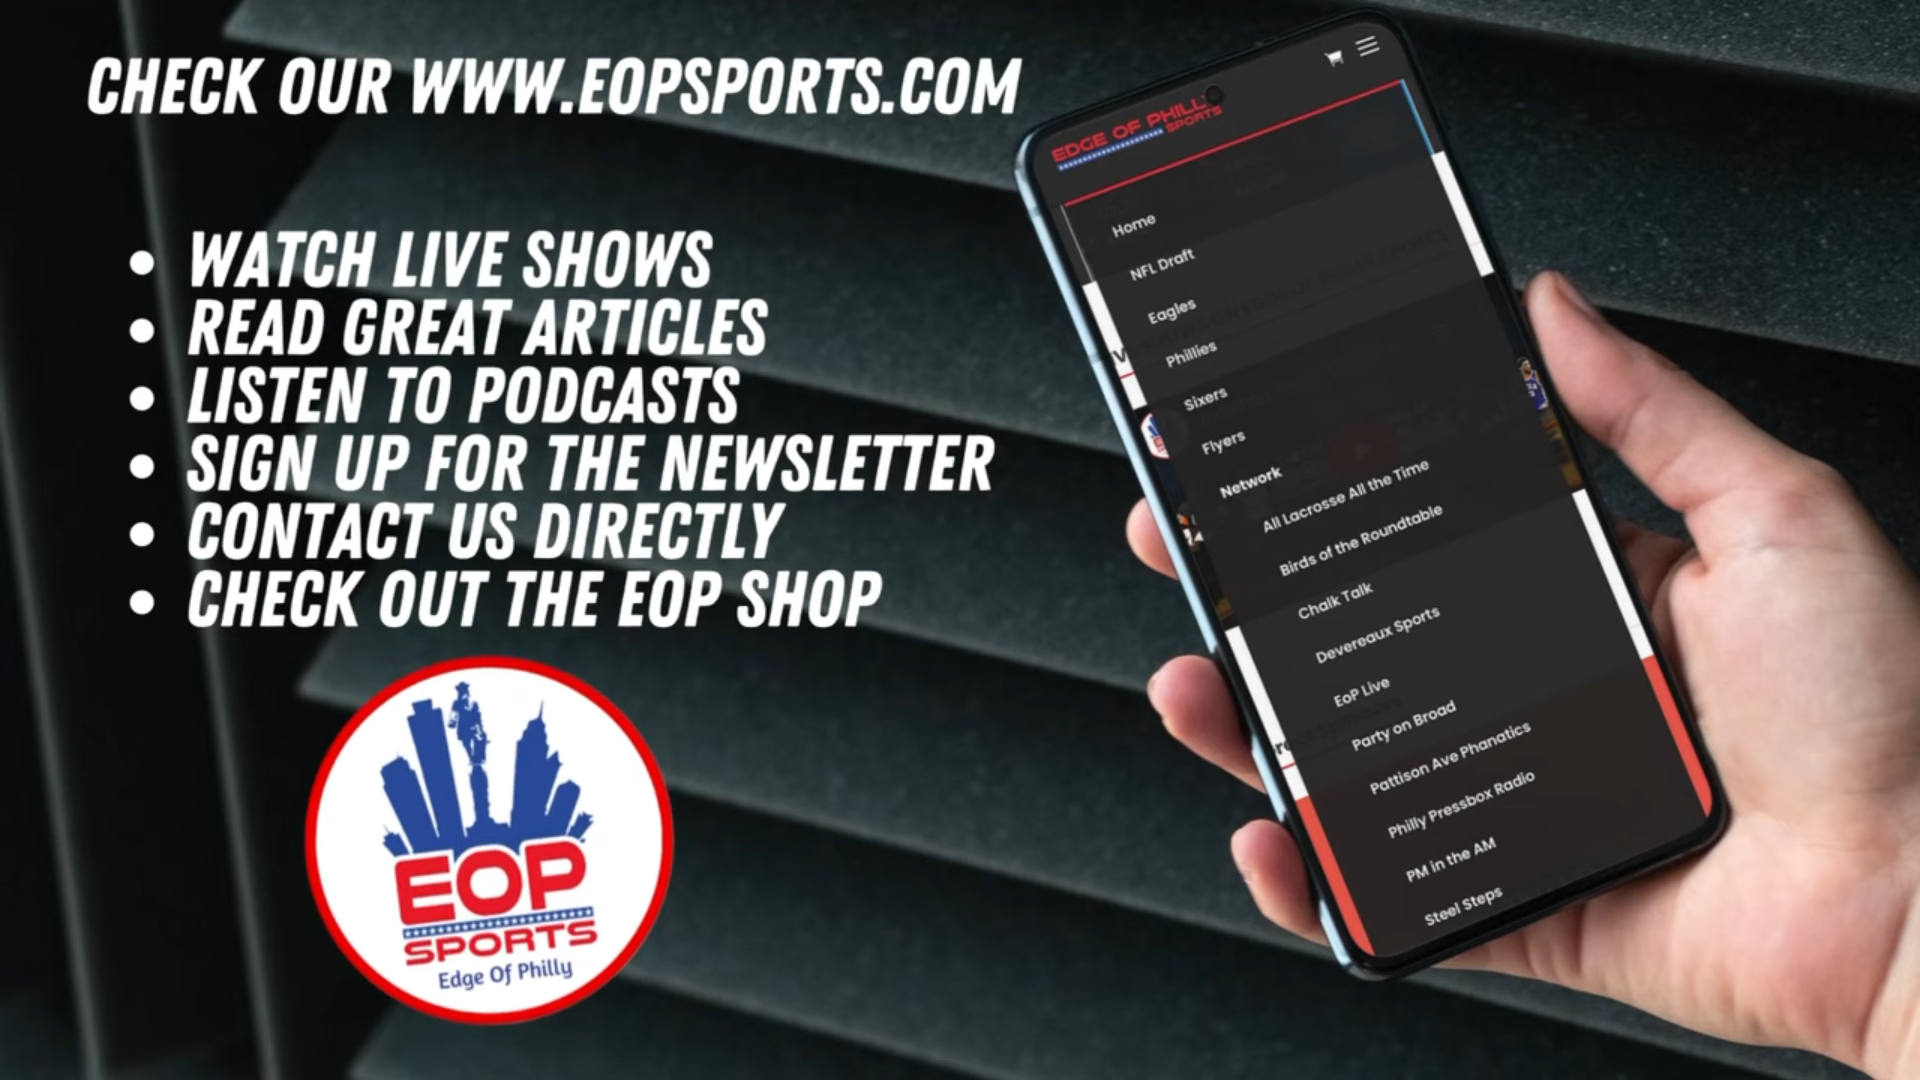 CHECK OUR WWW.EOPSPORTS.COM
• WATCH LIVE SHOWS
• READ GREAT ARTICLES
• LISTEN TO PODCASTS
• SIGN UP FOR THE NEWSLETTER
• CONTACT US DIRECTLY
• CHECK OUT THE EOP SHOP
EOP
SPORTS
Edge Of Philly
EDGE OF PHILLY
SPORTS
Home
NFL Draft
Eagles
Phillies
Sixers
Flyers
Network
All Lacrosse All the Time
Birds of the Roundtable
Chalk Talk
Devereaux Sports
EoP Live
Party on Broad
Pattison Ave Phanatics
Philly Pressbox Radio
PM in the AM
Steel Steps